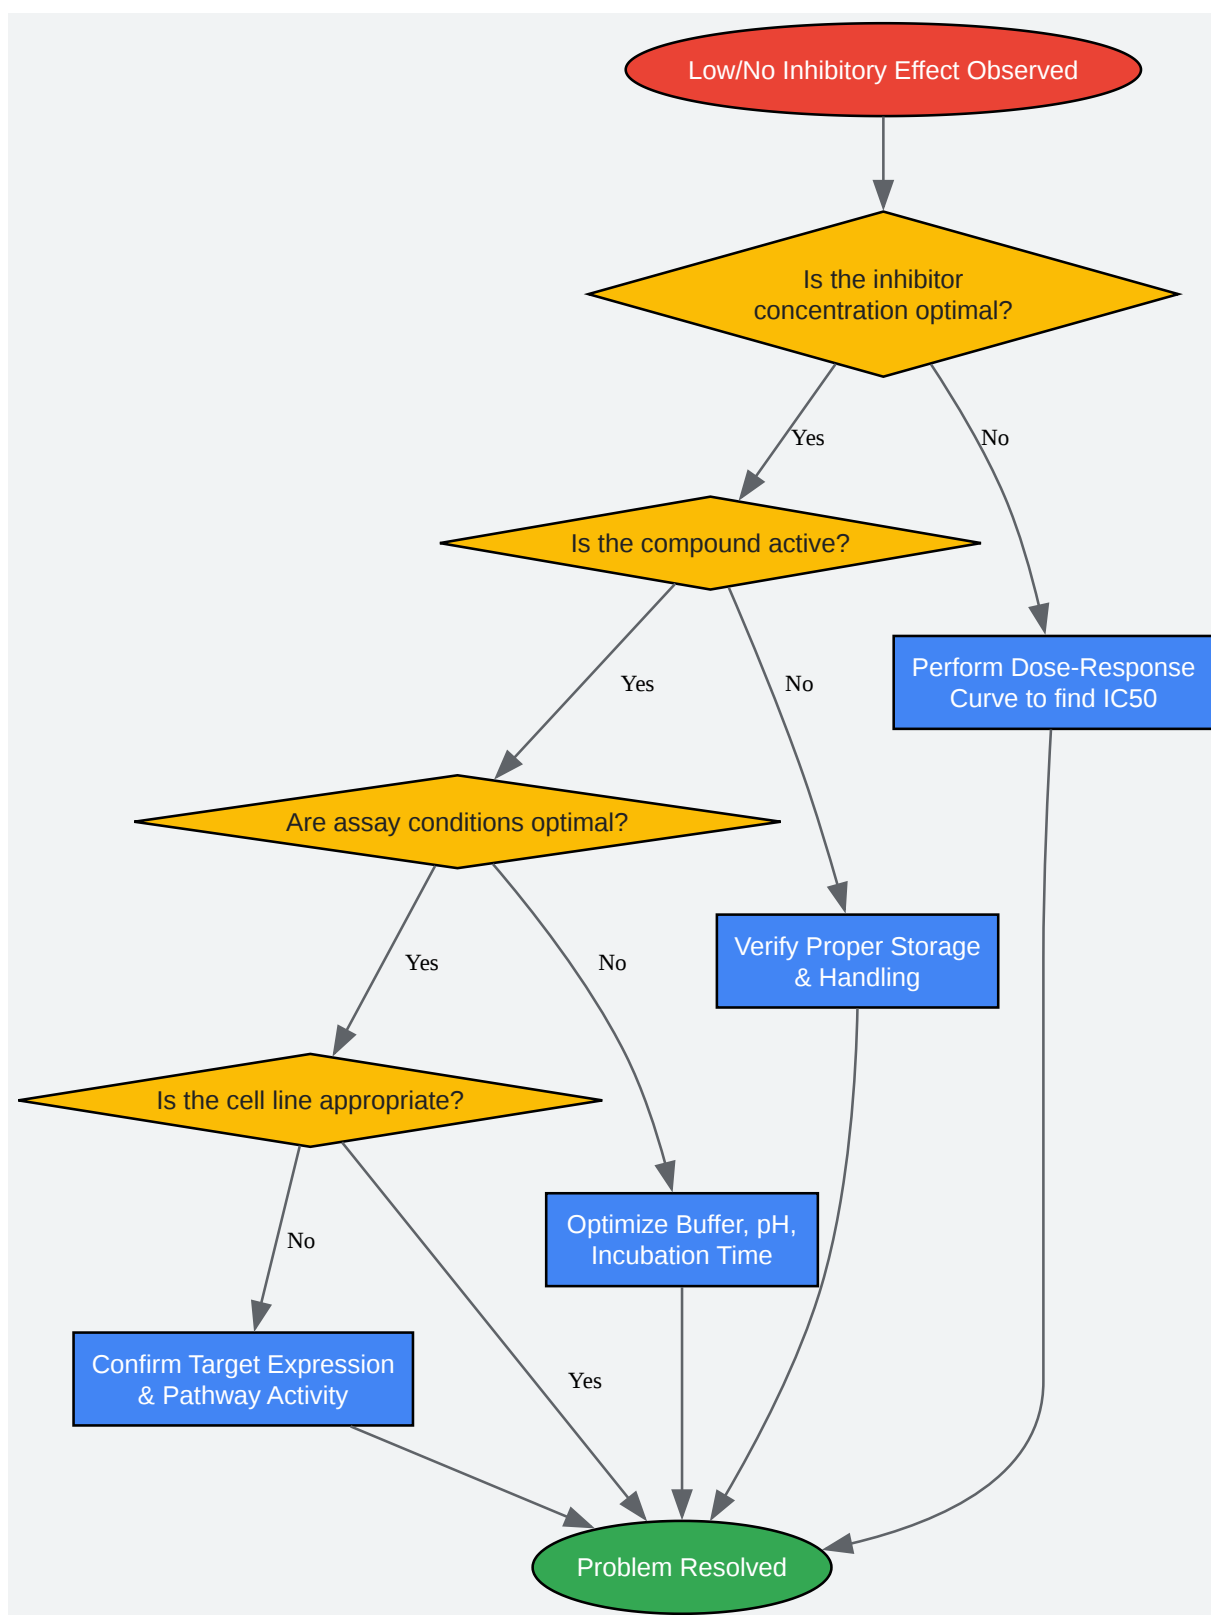 Low/No Inhibitory Effect Observed
Is the inhibitor
concentration optimal?
Yes
No
Is the compound active?
Perform Dose-Response
Curve to find IC50
Yes
No
Are assay conditions optimal?
Verify Proper Storage
& Handling
Yes
No
Is the cell line appropriate?
Optimize Buffer, pH,
Incubation Time
No
Confirm Target Expression
& Pathway Activity
Yes
Problem Resolved